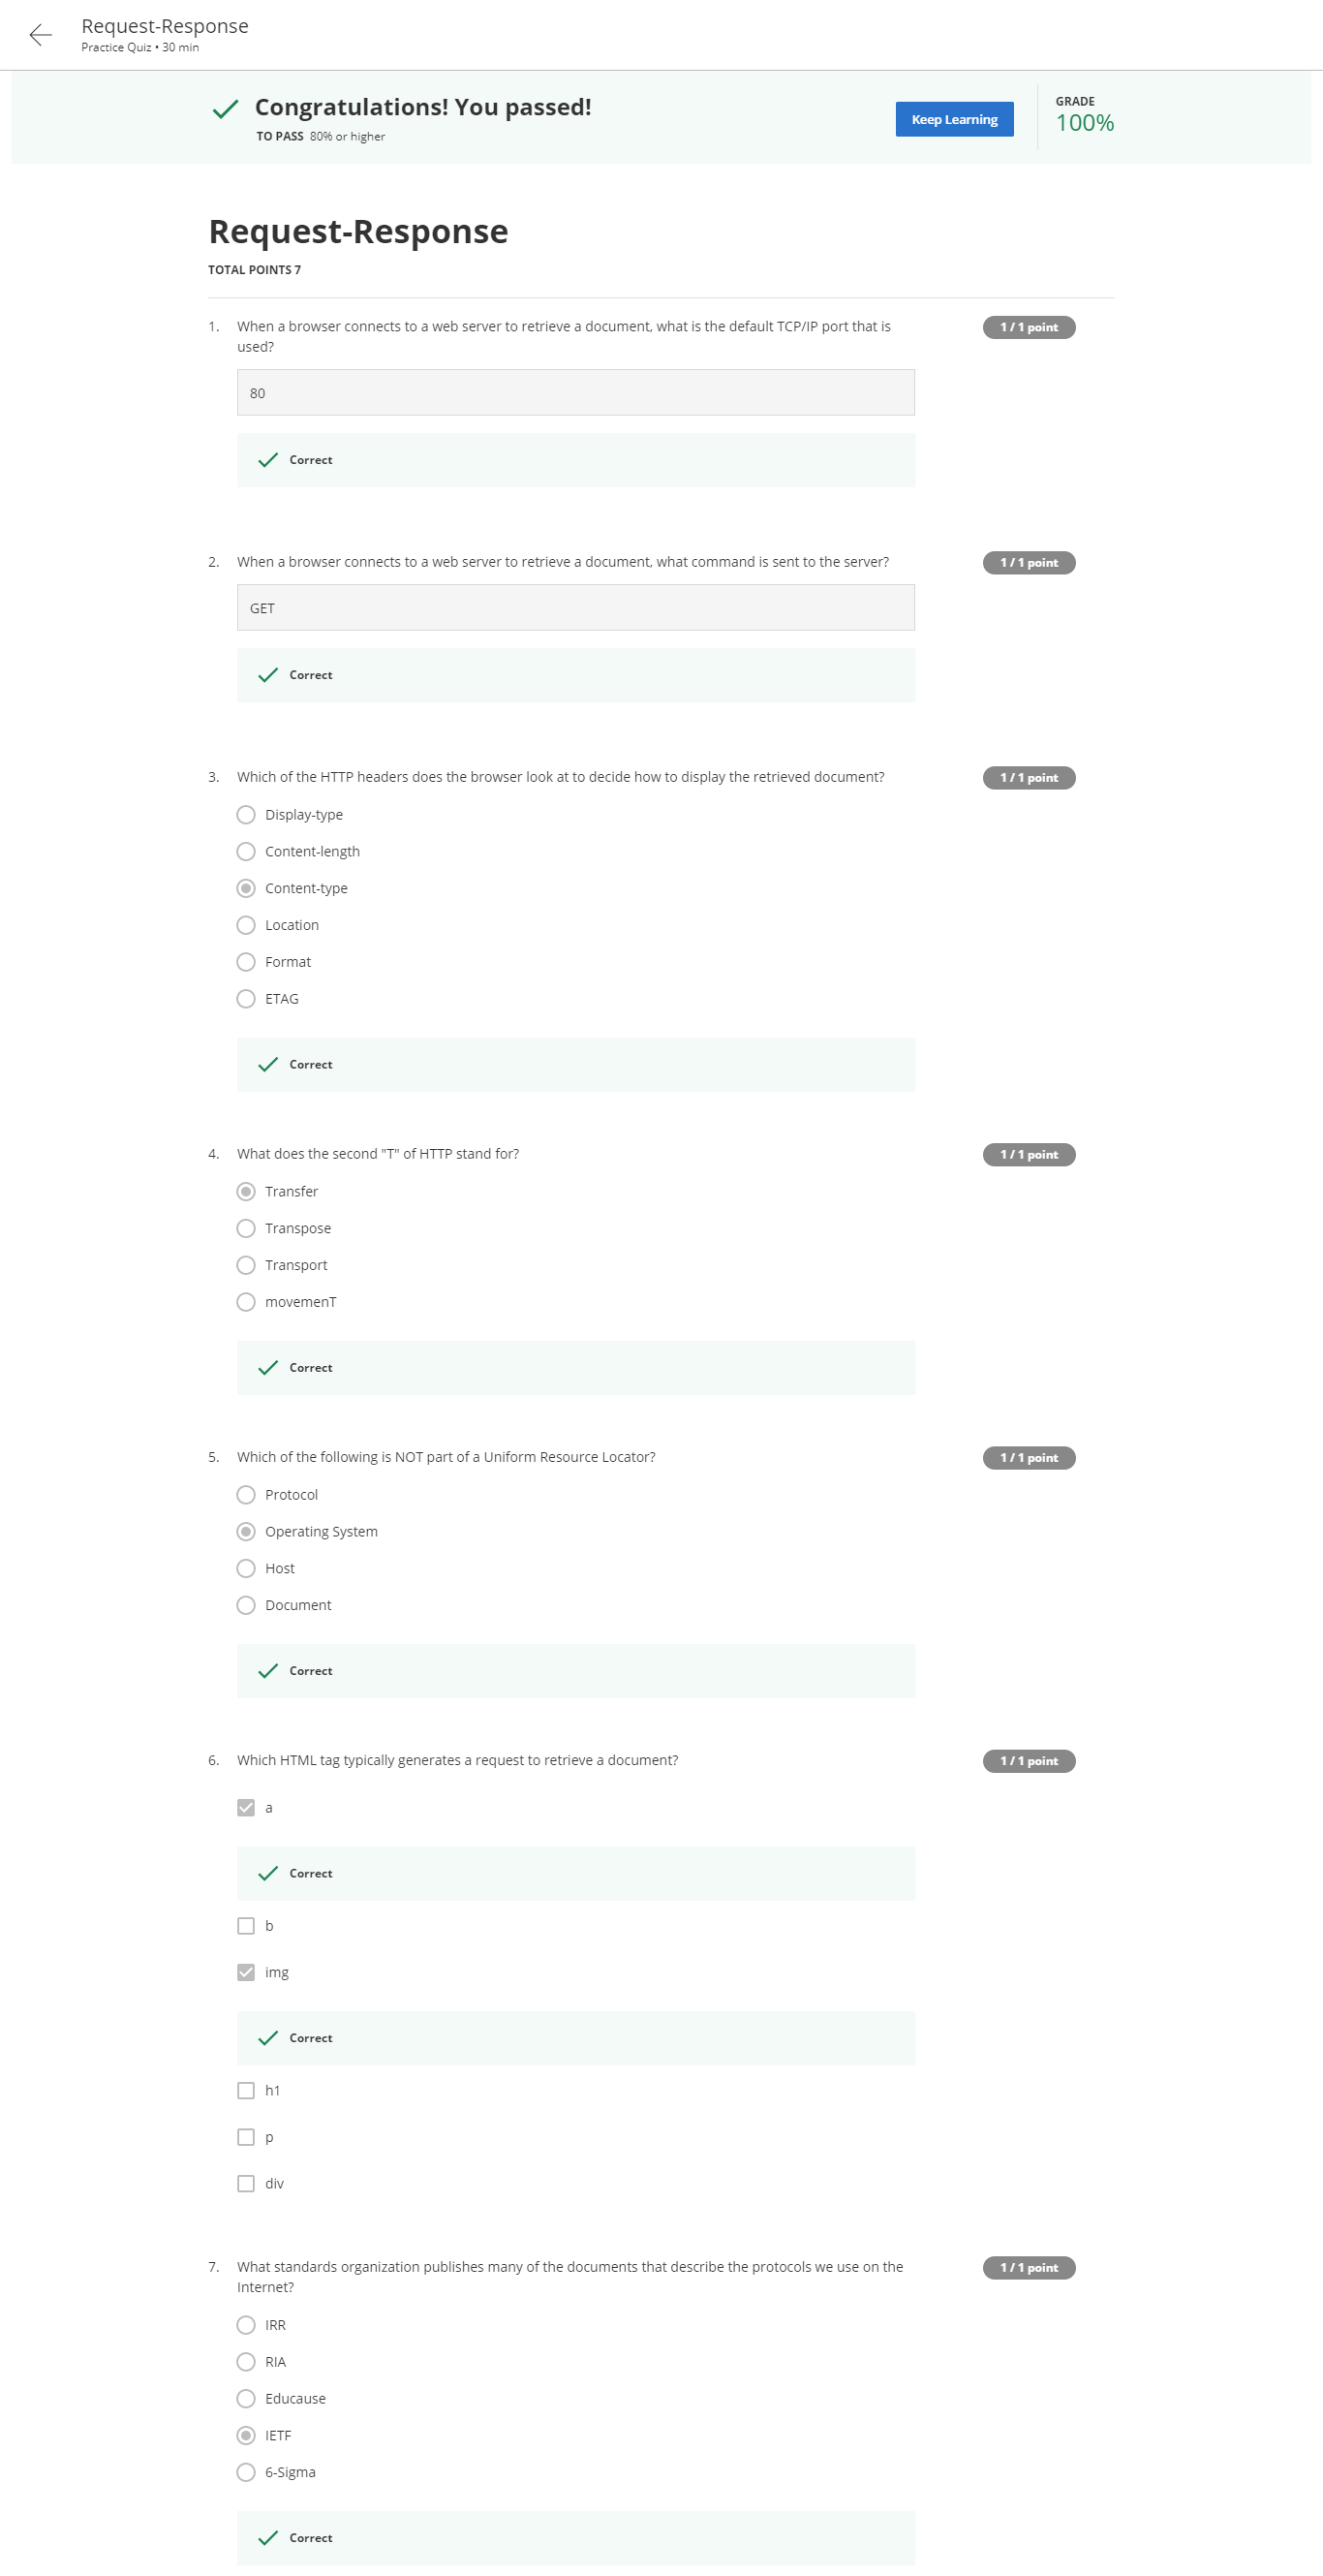 Request-Response
Practice Quiz • 30 min
Congratulations! You passed!
TO PASS 80% or higher
Keep Learning
GRADE
100%
Request-Response
TOTAL POINTS 7
1. When a browser connects to a web server to retrieve a document, what is the default TCP/IP port that is
used?
1 / 1 point
80
Correct
2. When a browser connects to a web server to retrieve a document, what command is sent to the server?
1 / 1 point
GET
Correct
3. Which of the HTTP headers does the browser look at to decide how to display the retrieved document?
1 / 1 point
Display-type
Content-length
Content-type
Location
Format
ETAG
Correct
4. What does the second "T" of HTTP stand for?
1 / 1 point
Transfer
Transpose
Transport
movemenT
Correct
5. Which of the following is NOT part of a Uniform Resource Locator?
1 / 1 point
Protocol
Operating System
Host
Document
Correct
6. Which HTML tag typically generates a request to retrieve a document?
1 / 1 point
a
Correct
b
img
Correct
h1
p
div
7. What standards organization publishes many of the documents that describe the protocols we use on the
Internet?
1 / 1 point
IRR
RIA
Educause
IETF
6-Sigma
Correct